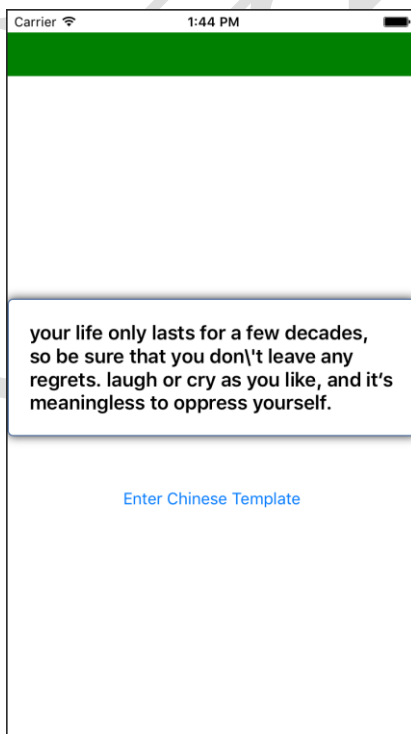 Carrier 1:44 PM
your life only lasts for a few decades,
so be sure that you don\'t leave any
regrets. laugh or cry as you like, and it’s
meaningless to oppress yourself.
Enter Chinese Template